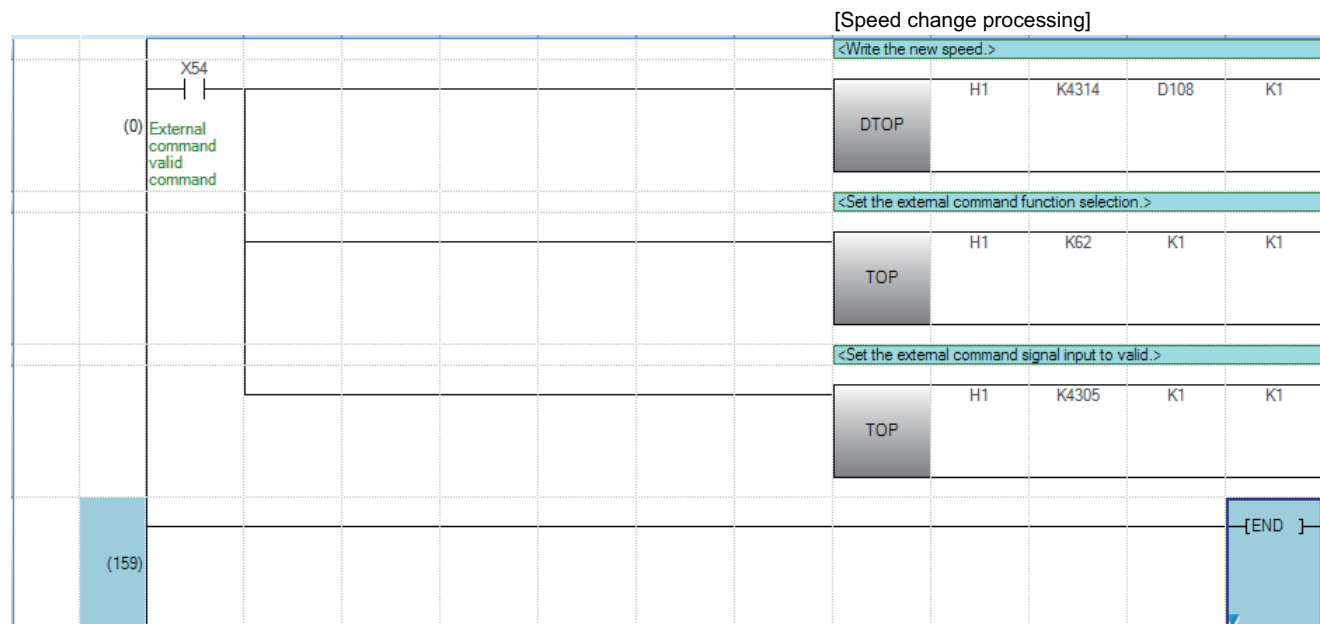 [Speed change processing]
<Write the new speed.>
X54
H1 K4314 D108 K1
(0) External
command
valid
command
DTOP
<Set the external command function selection.>
H1 K62 K1 K1
TOP
<Set the external command signal input to valid.>
H1 K4305 K1 K1
TOP
[END ]
(159)